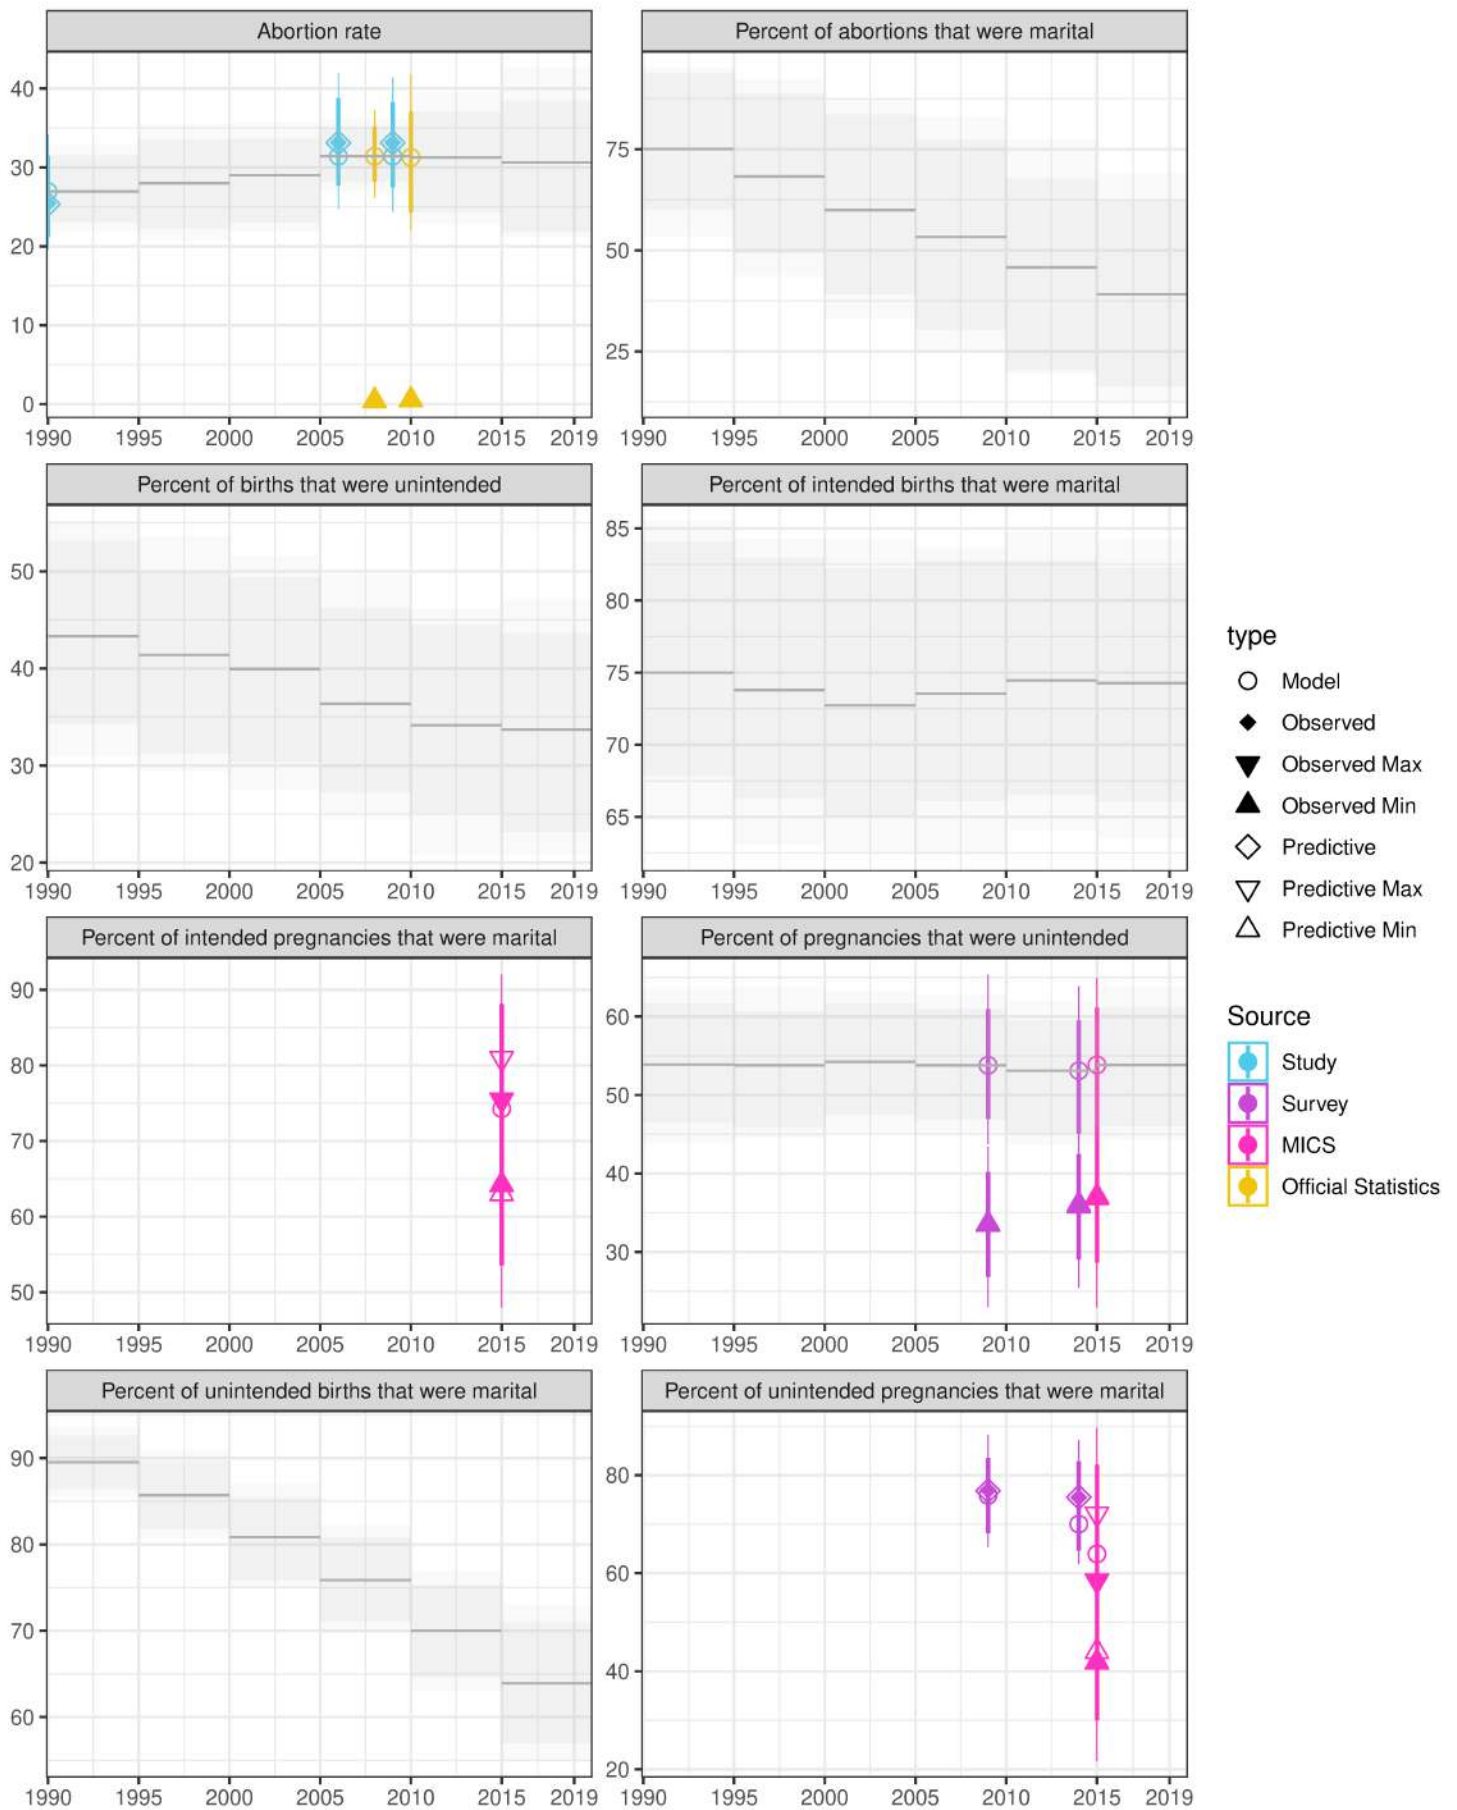 Abortion rate
40
30
20
10
0
1990 1995 2000 2005 2010 2015 2019
Percent of abortions that were marital
75
50
25
1990 1995 2000 2005 2010 2015 2019
Percent of births that were unintended
50
40
30
20
1990 1995 2000 2005 2010 2015 2019
Percent of intended births that were marital
85
80
75
70
65
1990 1995 2000 2005 2010 2015 2019
Percent of intended pregnancies that were marital
90
80
70
60
50
1990 1995 2000 2005 2010 2015 2019
Percent of pregnancies that were unintended
60
50
40
30
1990 1995 2000 2005 2010 2015 2019
Percent of unintended births that were marital
90
80
70
60
1990 1995 2000 2005 2010 2015 2019
Percent of unintended pregnancies that were marital
80
60
40
20
1990 1995 2000 2005 2010 2015 2019
type
Model
Observed
Observed Max
Observed Min
Predictive
Predictive Max
Predictive Min
Source
Study
Survey
MICS
Official Statistics